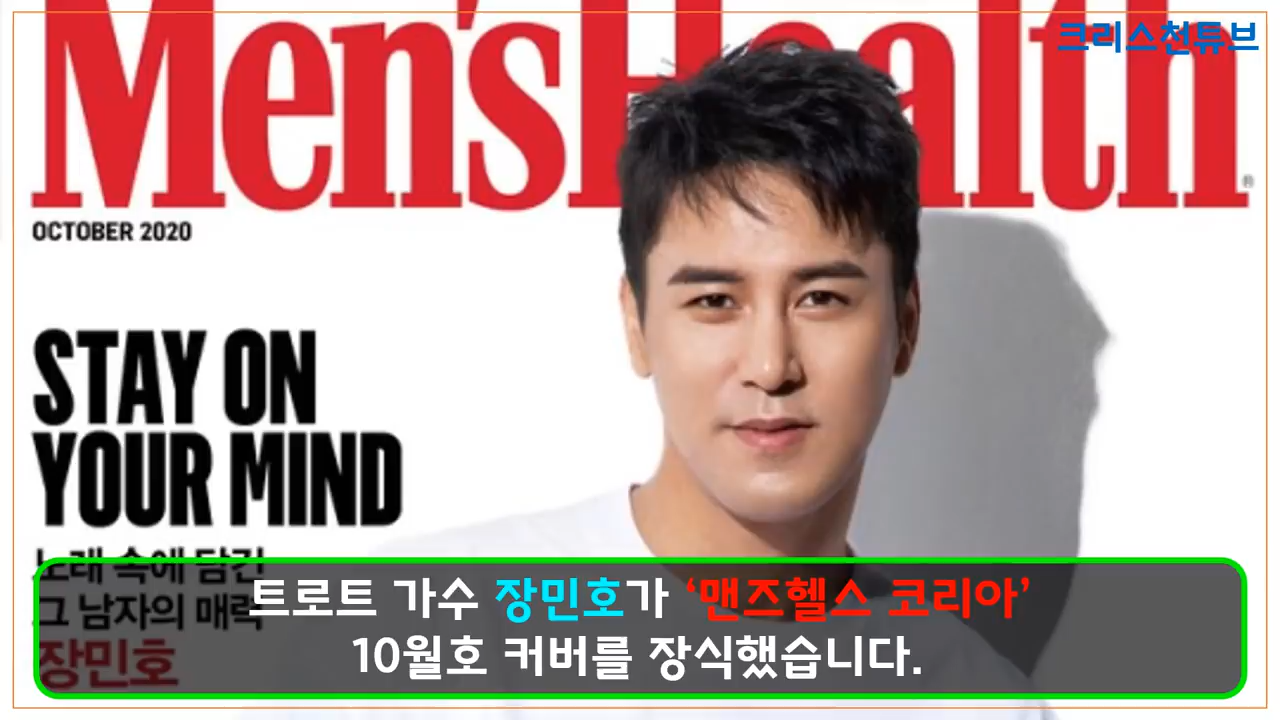 Men's Health
크리스천튜브
®
OCTOBER 2020
STAY ON
YOUR MIND
노래 속에 담긴
그 남자의 매력
장민호
트로트 가수 장민호가 ‘맨즈헬스 코리아’
10월호 커버를 장식했습니다.